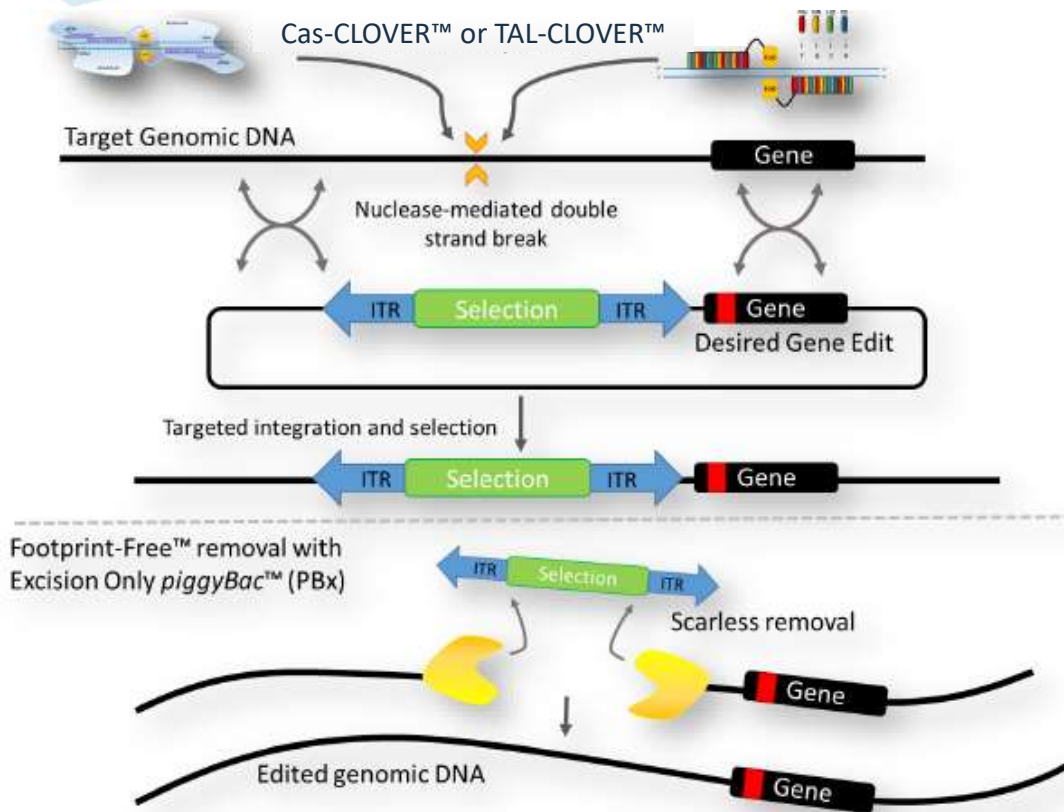 Cas-CLOVER™ or TAL-CLOVER™
Target Genomic DNA
Gene
Nuclease-mediated double
strand break
ITR
Selection
ITR
Gene
Desired Gene Edit
Targeted integration and selection
ITR
Selection
ITR
Gene
Footprint-Free™ removal with
Excision Only piggyBac™ (PBx)
ITR
Selection
ITR
Scarless removal
Gene
Edited genomic DNA
Gene